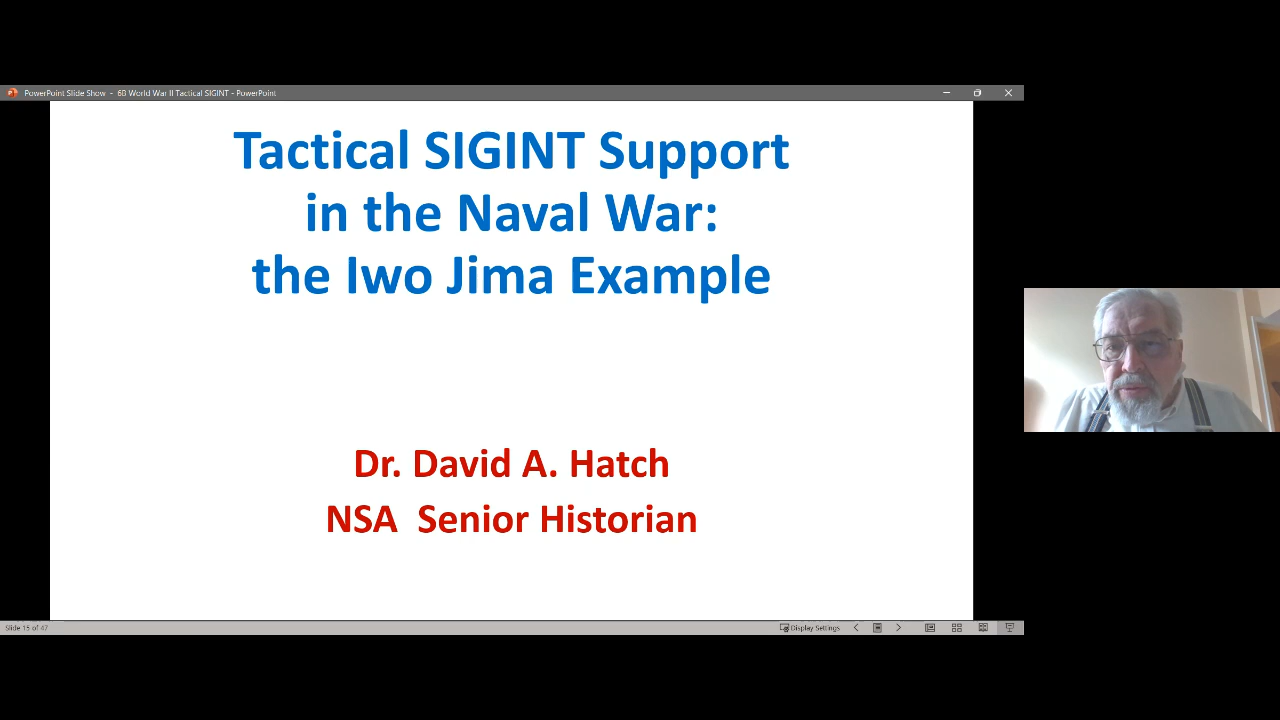 PowerPoint Slide Show - 60 World War II Tactical SIGINT - PowerPoint
Tactical SIGINT Support
in the Naval War:
the Iwo Jima Example
Dr. David A. Hatch
NSA Senior Historian
Slide 15 of 47
Display Settings